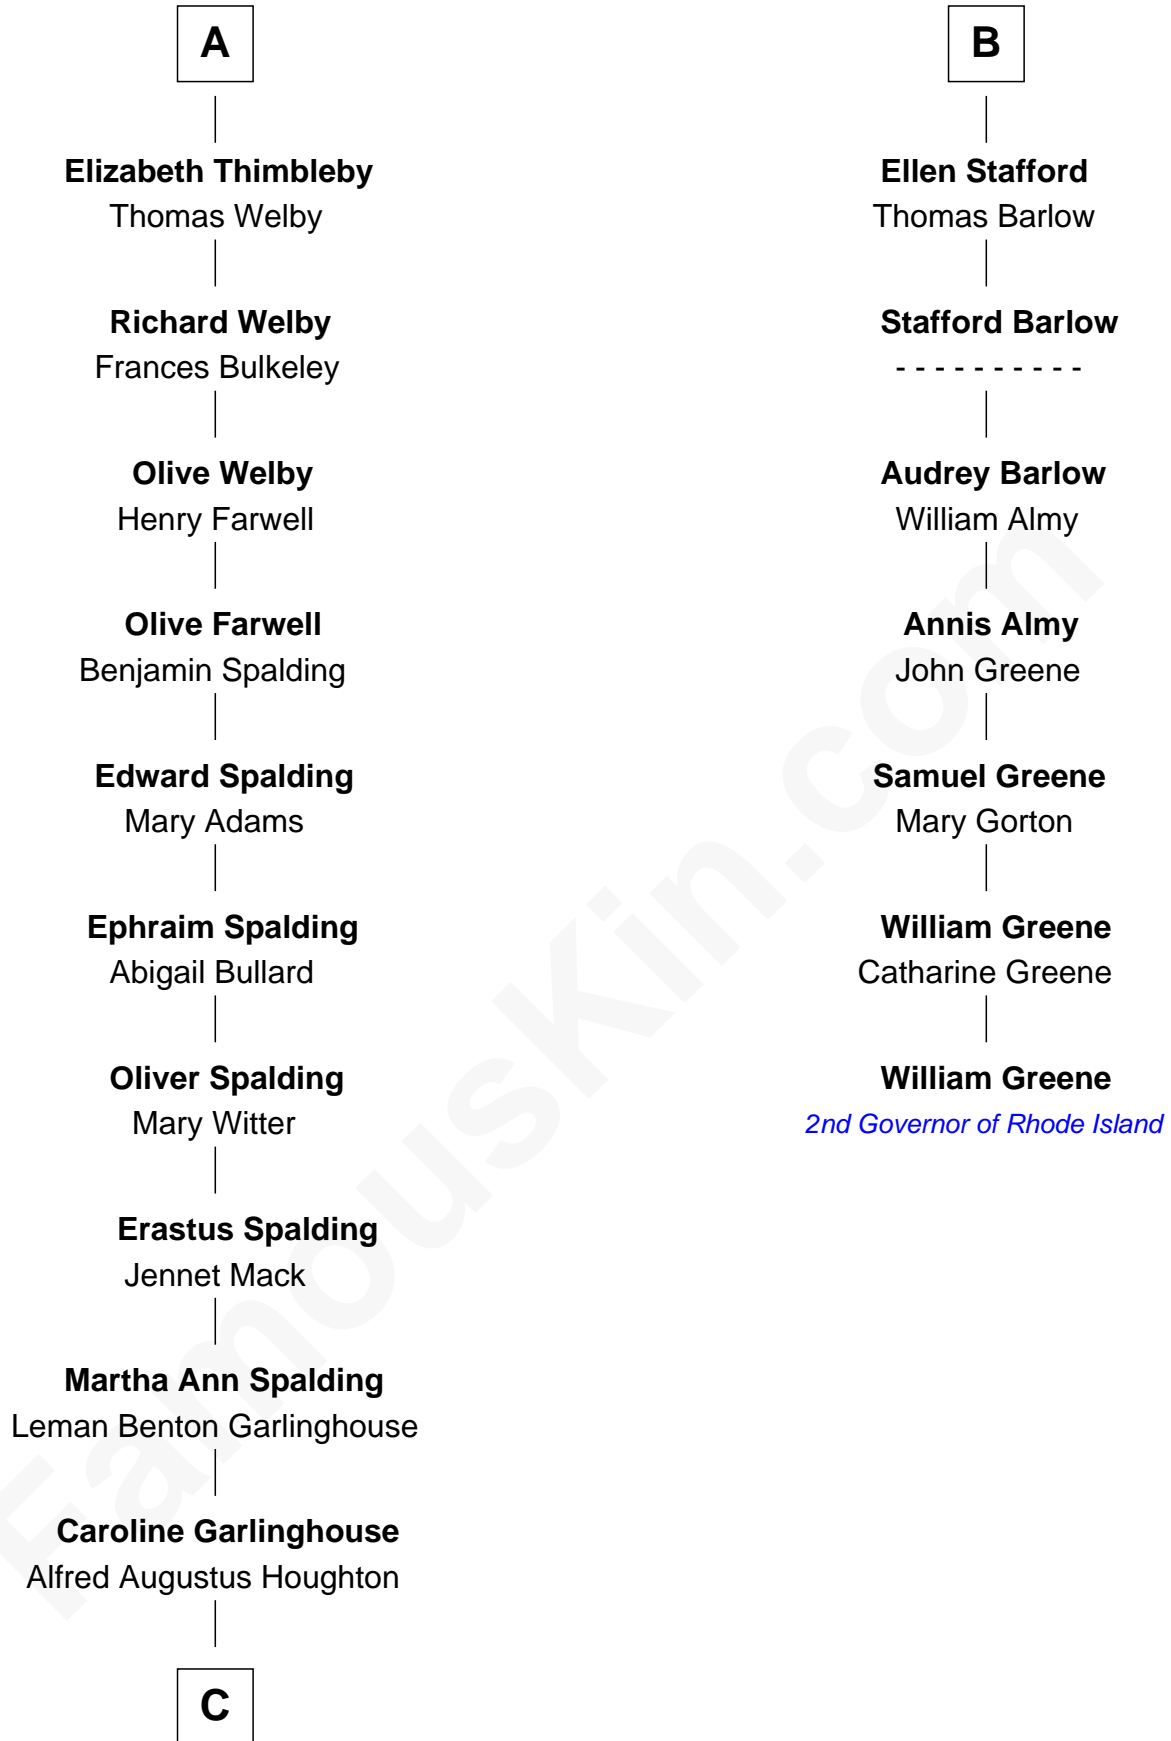 A
Elizabeth Thimbleby
Thomas Welby
Richard Welby
Frances Bulkeley
Olive Welby
Henry Farwell
Olive Farwell
Benjamin Spalding
Edward Spalding
Mary Adams
Ephraim Spalding
Abigail Bullard
Oliver Spalding
Mary Witter
Erastus Spalding
Jennet Mack
Martha Ann Spalding
Leman Benton Garlinghouse
Caroline Garlinghouse
Alfred Augustus Houghton
C
B
Ellen Stafford
Thomas Barlow
Stafford Barlow
- - - - - - - - - -
Audrey Barlow
William Almy
Annis Almy
John Greene
Samuel Greene
Mary Gorton
William Greene
Catharine Greene
William Greene
2nd Governor of Rhode Island
FamousKin.com